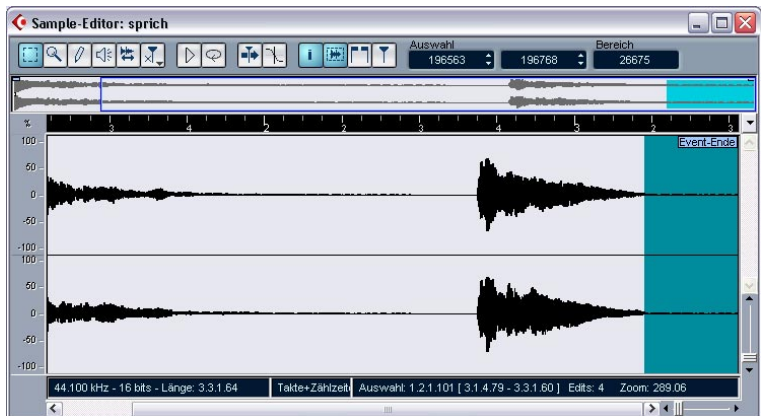 Sample-Editor: sprich
Auswahl
Bereich
196563
196768
26675
%
3 4 2 2 3 4 3 2 3
100
50
0
-50
-100
100
50
0
-50
-100
Event-Ende
44.100 kHz - 16 bits - Länge: 3.3.1.64
Takte+Zählzeit
Auswahl: 1.2.1.101 [ 3.1.4.79 - 3.3.1.60 ] Edits: 4 Zoom: 289.06